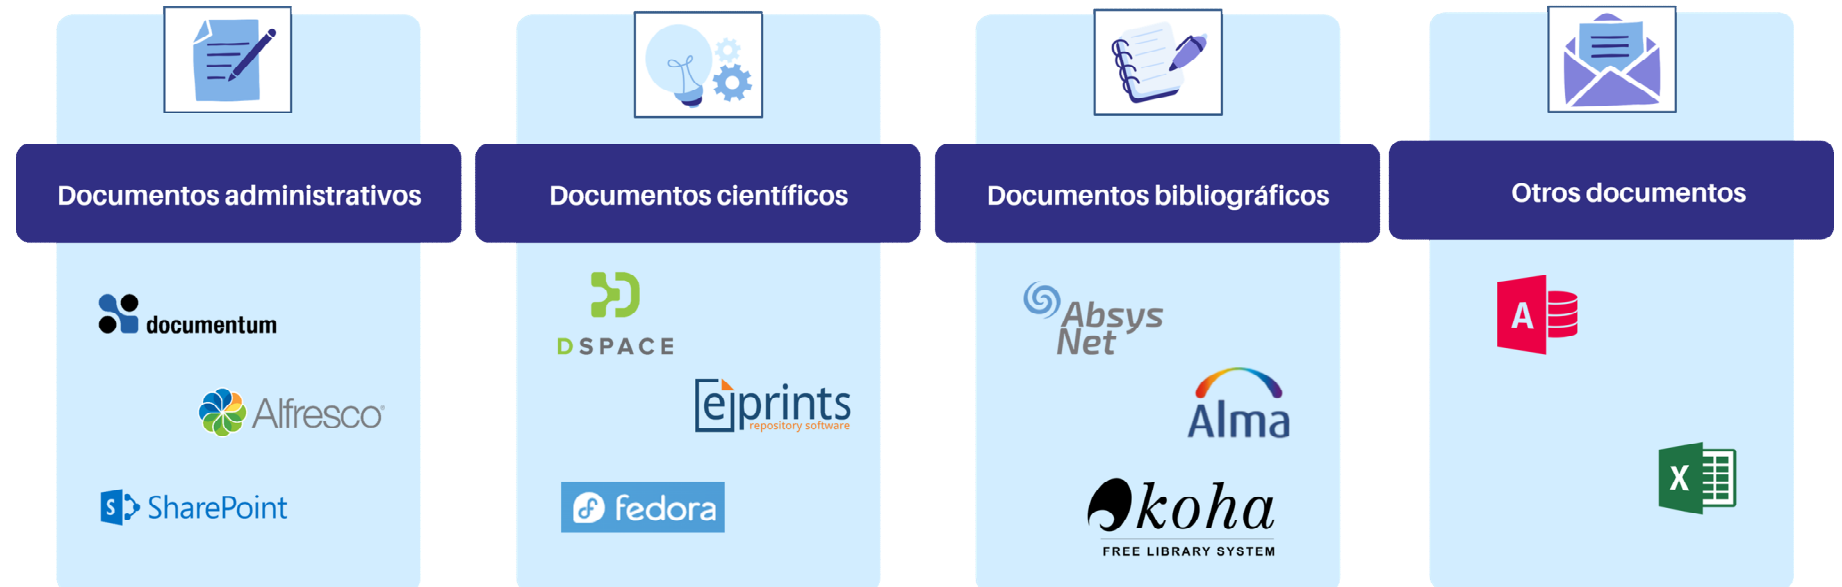 Documentos administrativos
documentum
Alfresco®
S SharePoint
Documentos científicos
DSPACE
e|prints
repository software
fedora
Documentos bibliográficos
Absys
Net
Alma
koha
FREE LIBRARY SYSTEM
Otros documentos
A
X